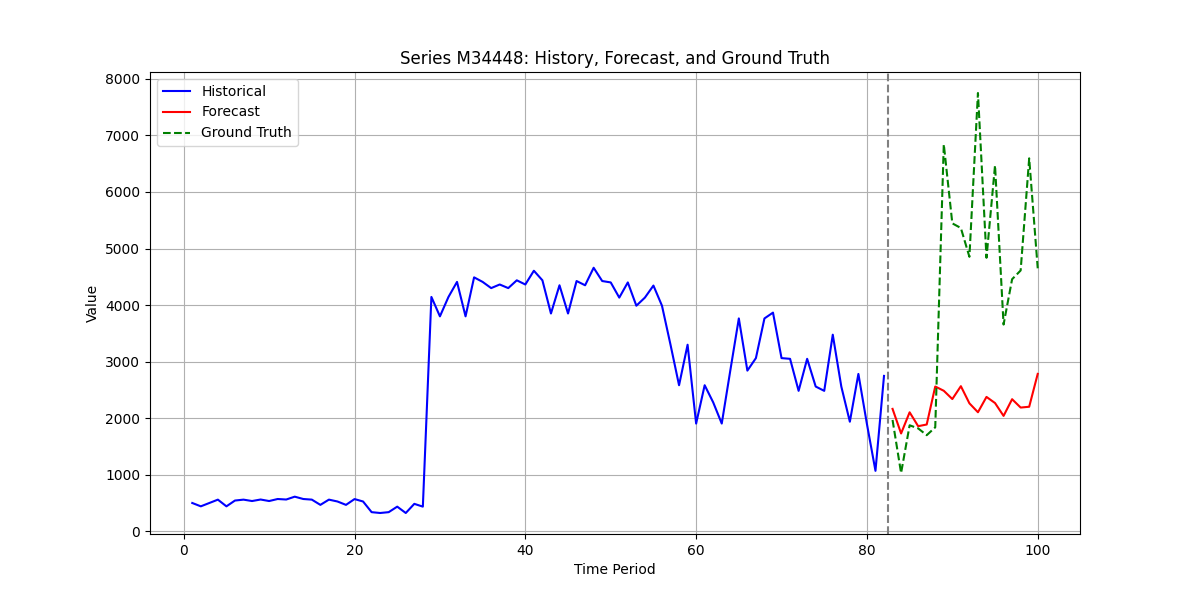 Series M34448: History, Forecast, and Ground Truth
Historical
Forecast
Ground Truth
8000
7000
6000
5000
4000
3000
2000
1000
0
Value
0 20 40 60 80 100
Time Period